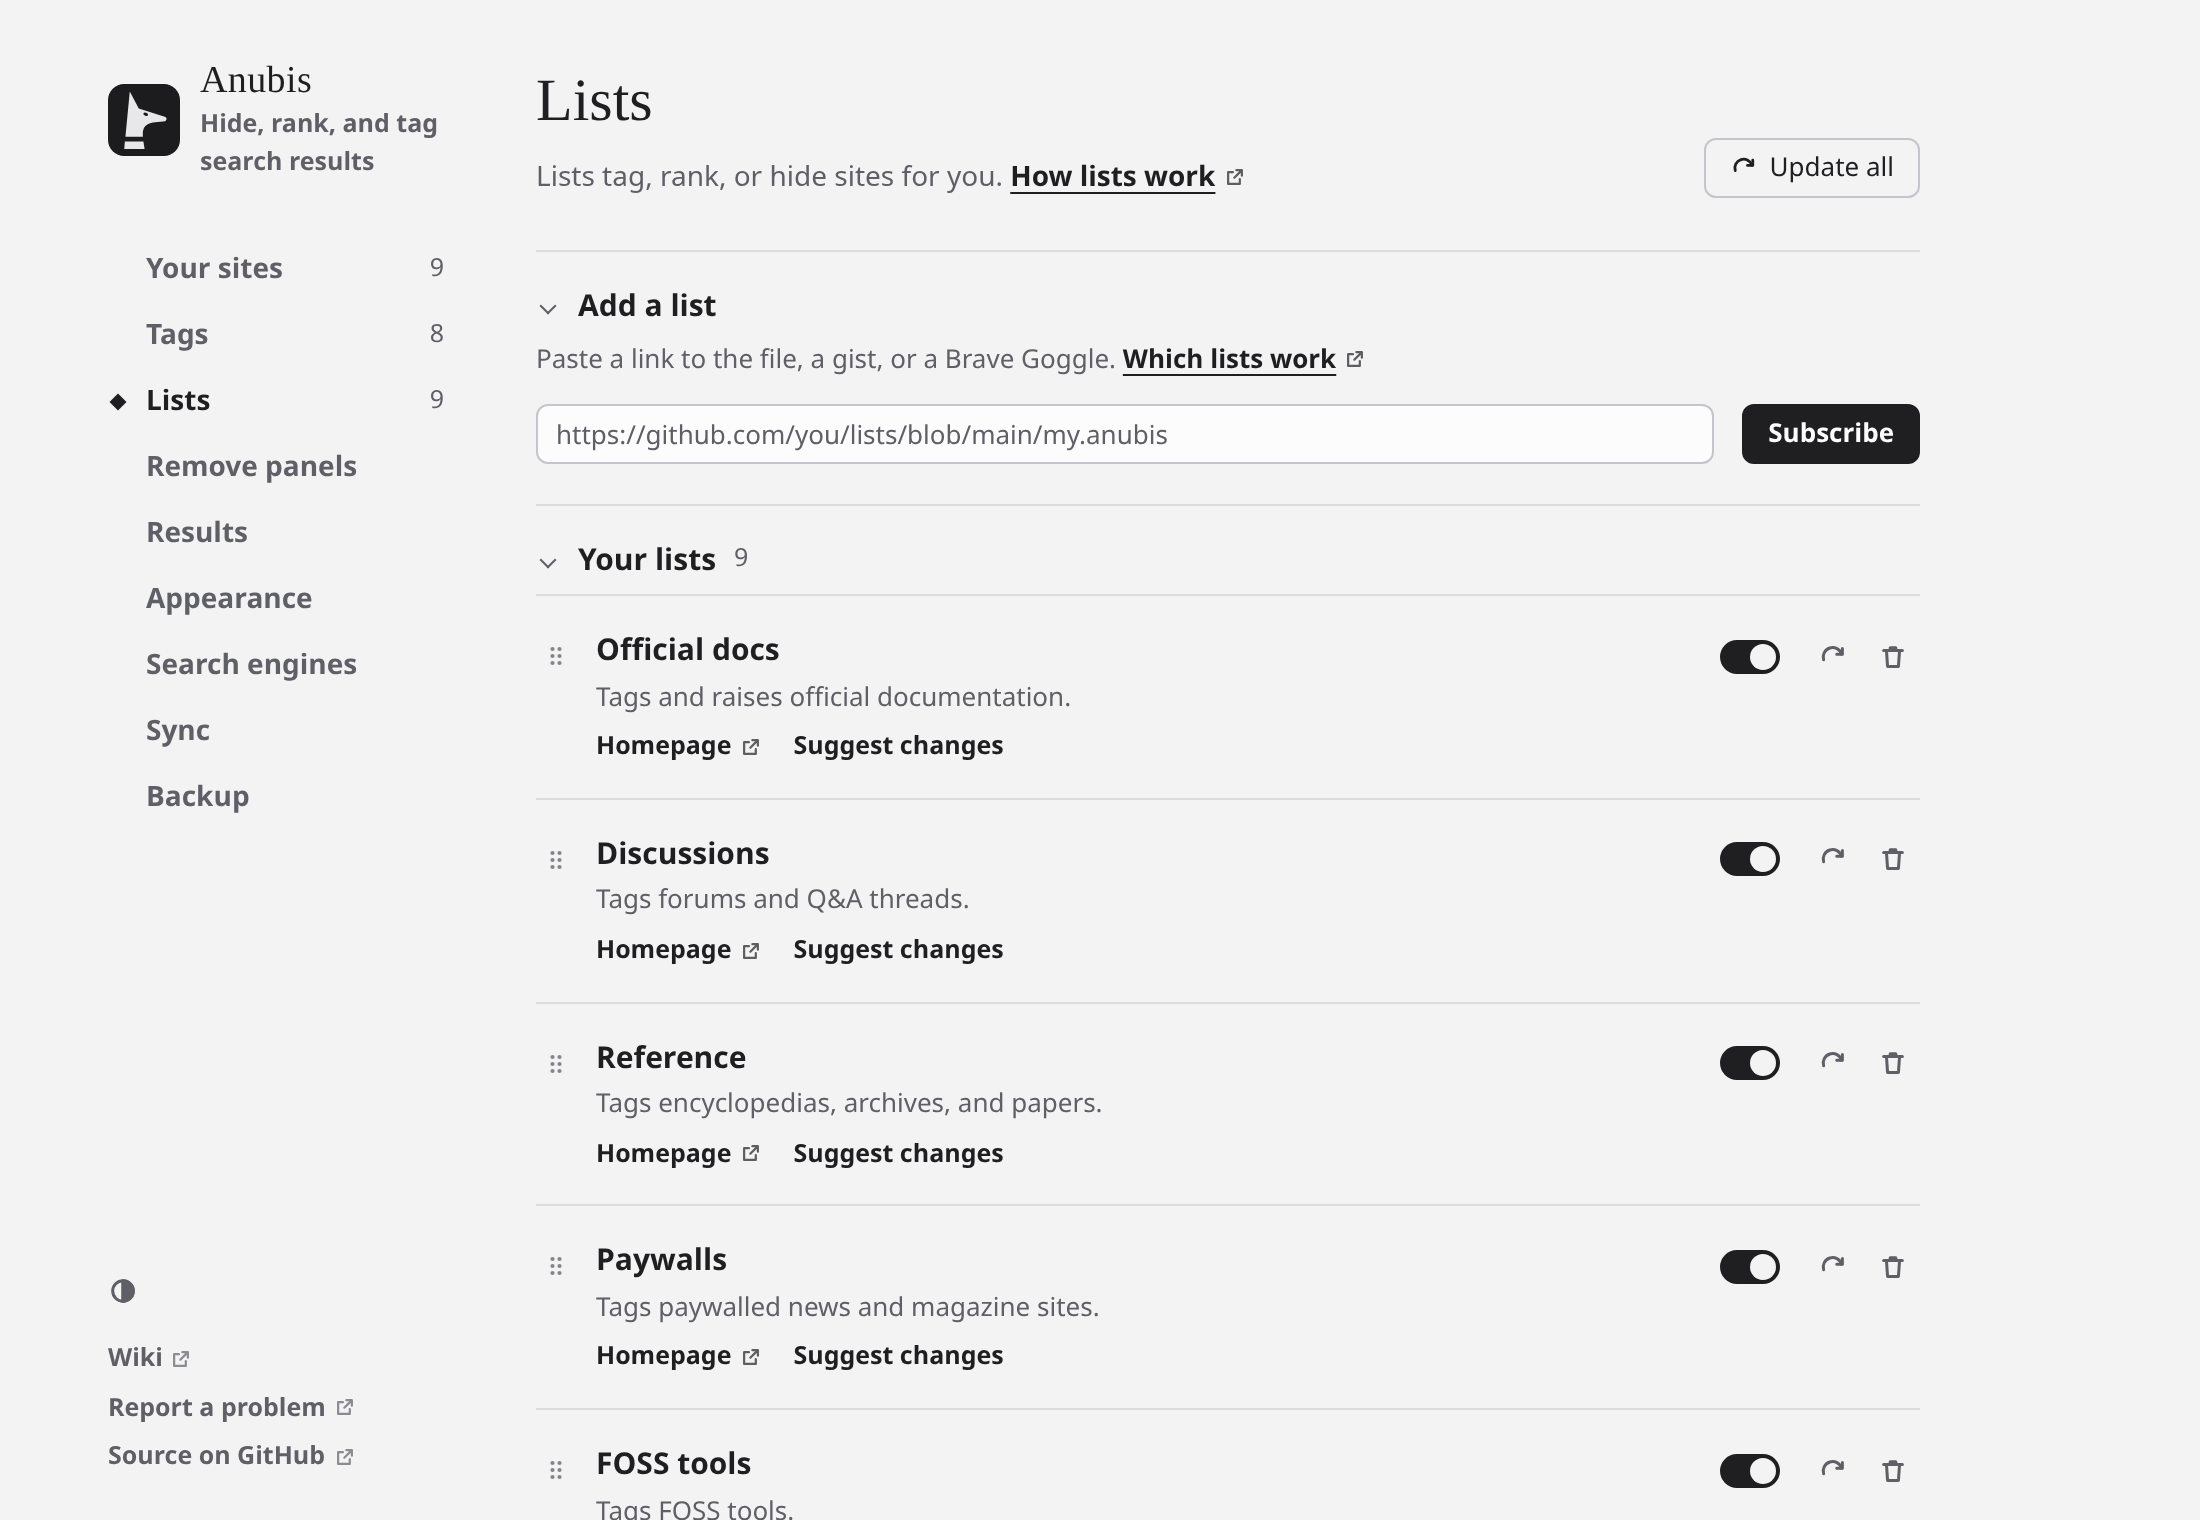 Anubis
Hide, rank, and tag
search results
Your sites 9
Tags 8
Lists 9
Remove panels
Results
Appearance
Search engines
Sync
Backup
Wiki
Report a problem
Source on GitHub
Lists
Lists tag, rank, or hide sites for you. How lists work
Update all
Add a list
Paste a link to the file, a gist, or a Brave Goggle. Which lists work
https://github.com/you/lists/blob/main/my.anubis
Subscribe
Your lists 9
Official docs
Tags and raises official documentation.
Homepage Suggest changes
Discussions
Tags forums and Q&A threads.
Homepage Suggest changes
Reference
Tags encyclopedias, archives, and papers.
Homepage Suggest changes
Paywalls
Tags paywalled news and magazine sites.
Homepage Suggest changes
FOSS tools
Tags FOSS tools.